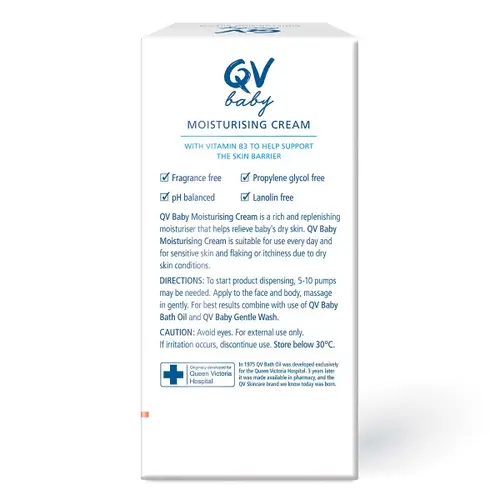 QV
baby
MOISTURISING CREAM
WITH VITAMIN B3 TO HELP SUPPORT
THE SKIN BARRIER
Fragrance free
Propylene glycol free
pH balanced
Lanolin free
QV Baby Moisturising Cream is a rich and replenishing
moisturiser that helps relieve baby's dry skin. QV Baby
Moisturising Cream is suitable for use every day and
for sensitive skin and flaking or itchiness due to dry
skin conditions.
DIRECTIONS: To start product dispensing, 5-10 pumps
may be needed. Apply to the face and body, massage
in gently. For best results combine with use of QV Baby
Bath Oil and QV Baby Gentle Wash.
CAUTION: Avoid eyes. For external use only.
If irritation occurs, discontinue use. Store below 30°C.
Originally developed for
Queen Victoria
Hospital
In 1975 QV Bath Oil was developed exclusively
for the Queen Victoria Hospital. 3 years later
it was made available in pharmacy, and the
QV Skincare brand we know today was born.